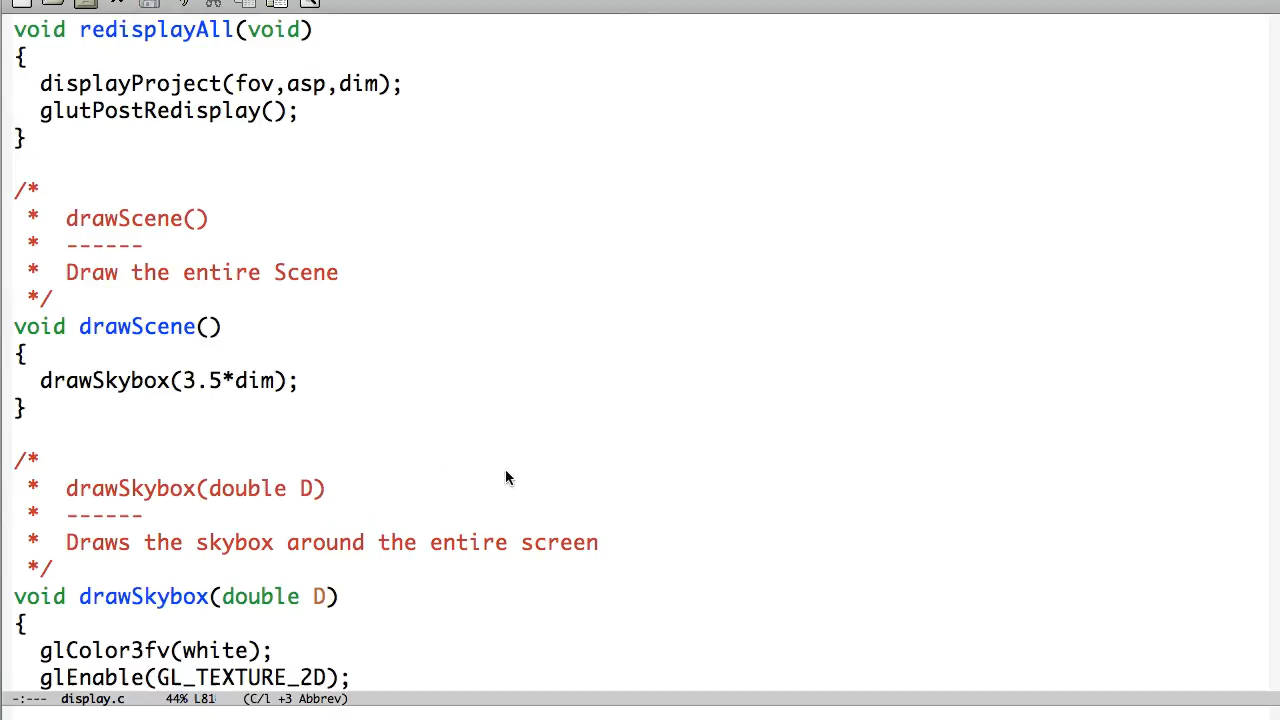 void redisplayAll(void)
{
  displayProject(fov,asp,dim);
  glutPostRedisplay();
}
/*
 *  drawScene()
 *  ------
 *  Draw the entire Scene
 */
void drawScene()
{
  drawSkybox(3.5*dim);
}
/*
 *  drawSkybox(double D)
 *  ------
 *  Draws the skybox around the entire screen
 */
void drawSkybox(double D)
{
  glColor3fv(white);
  glEnable(GL_TEXTURE_2D);
-:---  display.c  44% L81  (C/l +3 Abbrev)